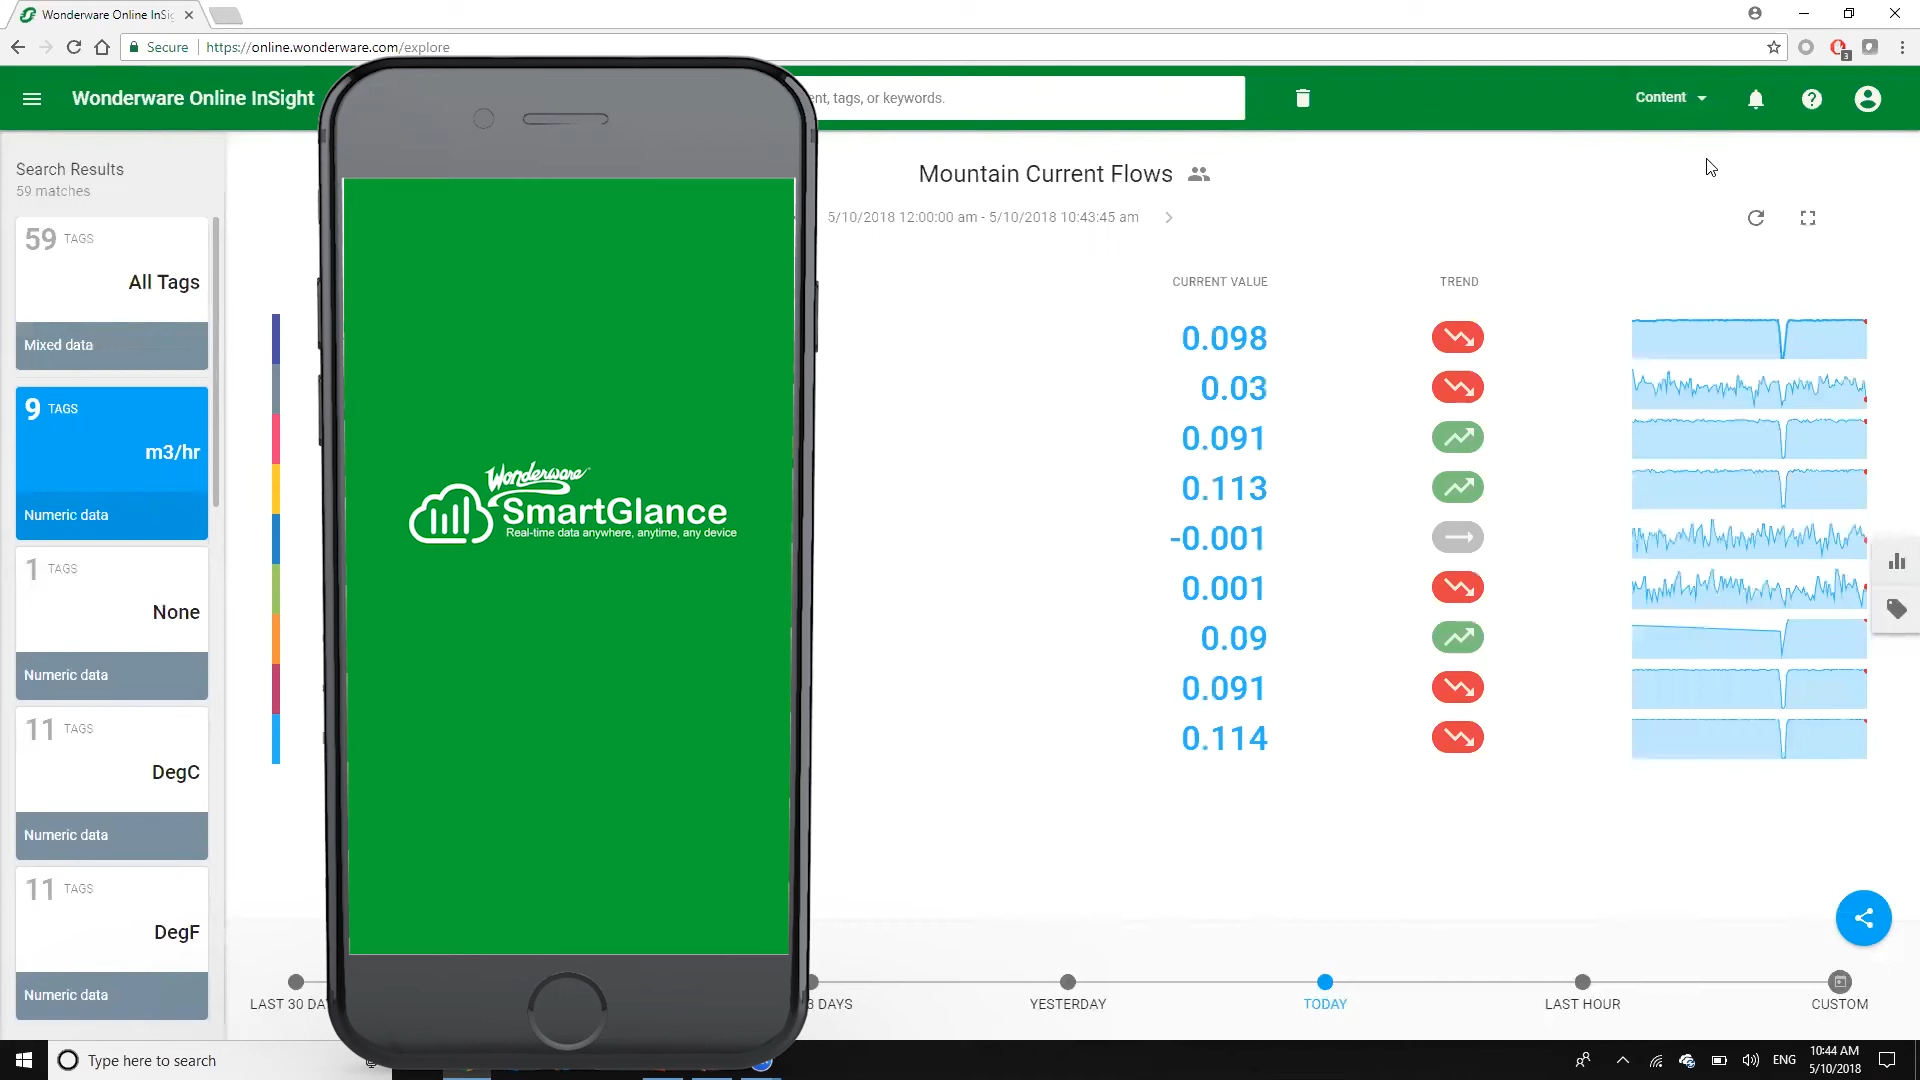 Wonderware Online InSi
Secure
https://online.wonderware.com/explore
3
Wonderware Online InSight
tags, or keywords.
Content
Search Results
59 matches
59 TAGS
All Tags
Mixed data
9 TAGS
m3/hr
Numeric data
1 TAGS
None
Numeric data
11 TAGS
DegC
Numeric data
11 TAGS
DegF
Numeric data
Wonderware
SmartGlance
Real-time data anywhere, anytime, any device
Mountain Current Flows
5/10/2018 12:00:00 am - 5/10/2018 10:43:45 am
CURRENT VALUE
TREND
0.098
0.03
0.091
0.113
-0.001
0.001
0.09
0.091
0.114
LAST 30 DA
3 DAYS
YESTERDAY
TODAY
LAST HOUR
CUSTOM
Type here to search
ENG
10:44 AM
5/10/2018